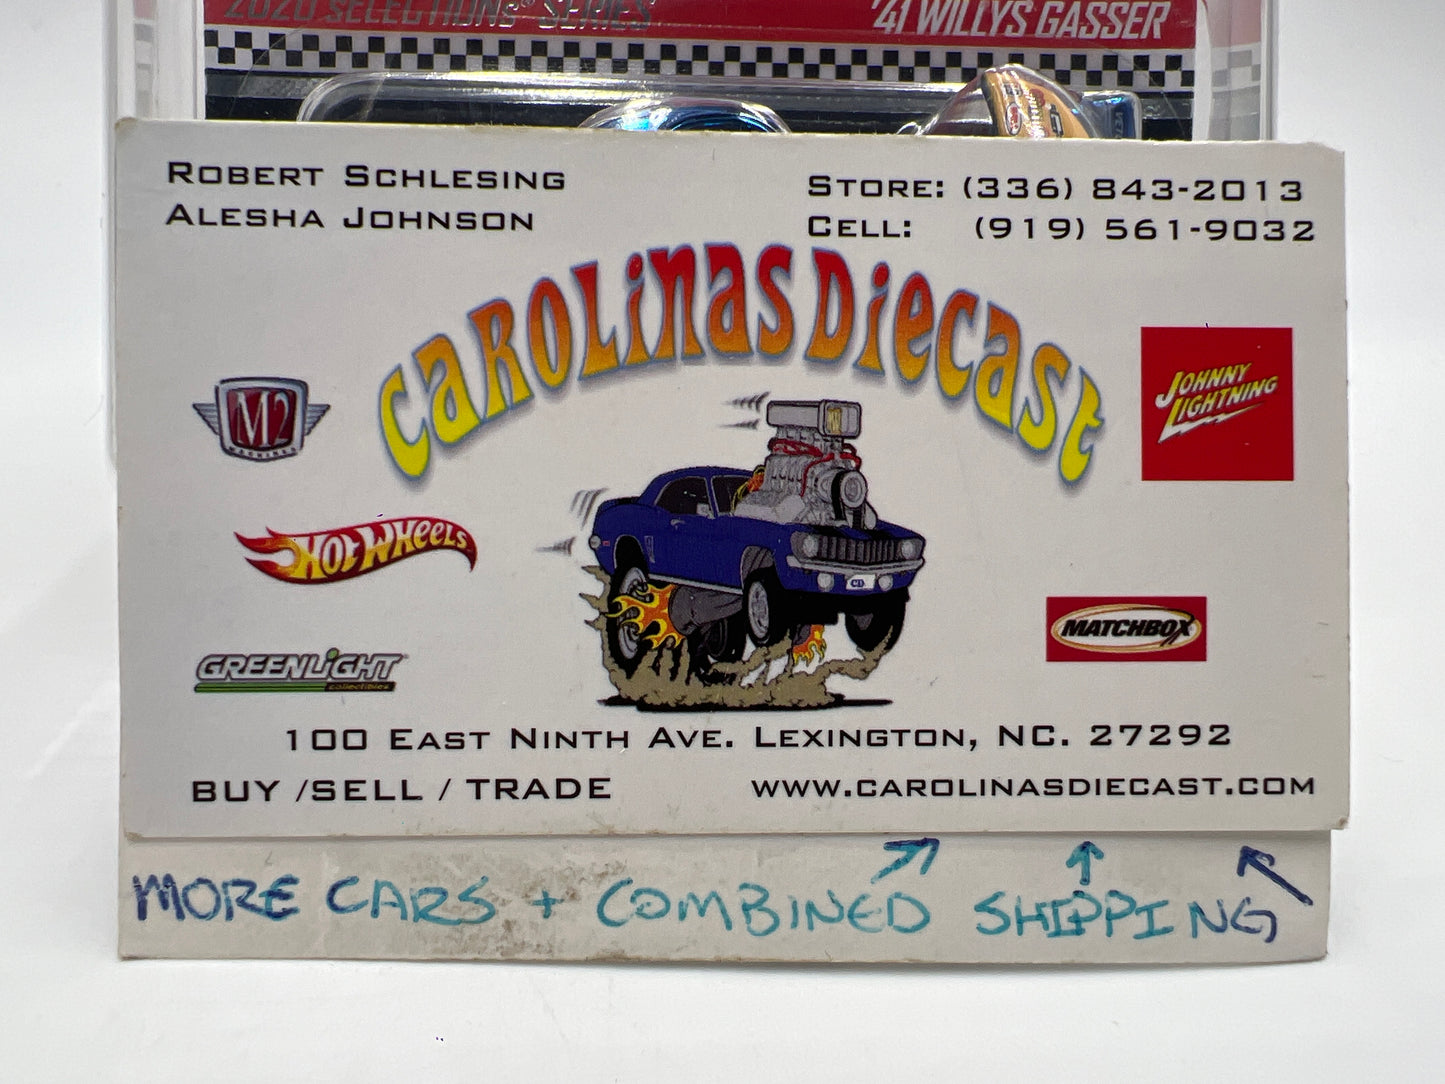 2020 SELECTIONS® SERIES
'41 WILLYS GASSER
ROBERT SCHLESING
ALESHA JOHNSON
STORE: (336) 843-2013
CELL: (919) 561-9032
CAROLINAS DIECAST
M2
MACHINES
JOHNNY
LIGHTNING
HOT WHEELS
MATCHBOX
GREENLIGHT
collectibles
100 EAST NINTH AVE. LEXINGTON, NC. 27292
BUY /SELL / TRADE
WWW.CAROLINASDIECAST.COM
MORE CARS + COMBINED SHIPPING